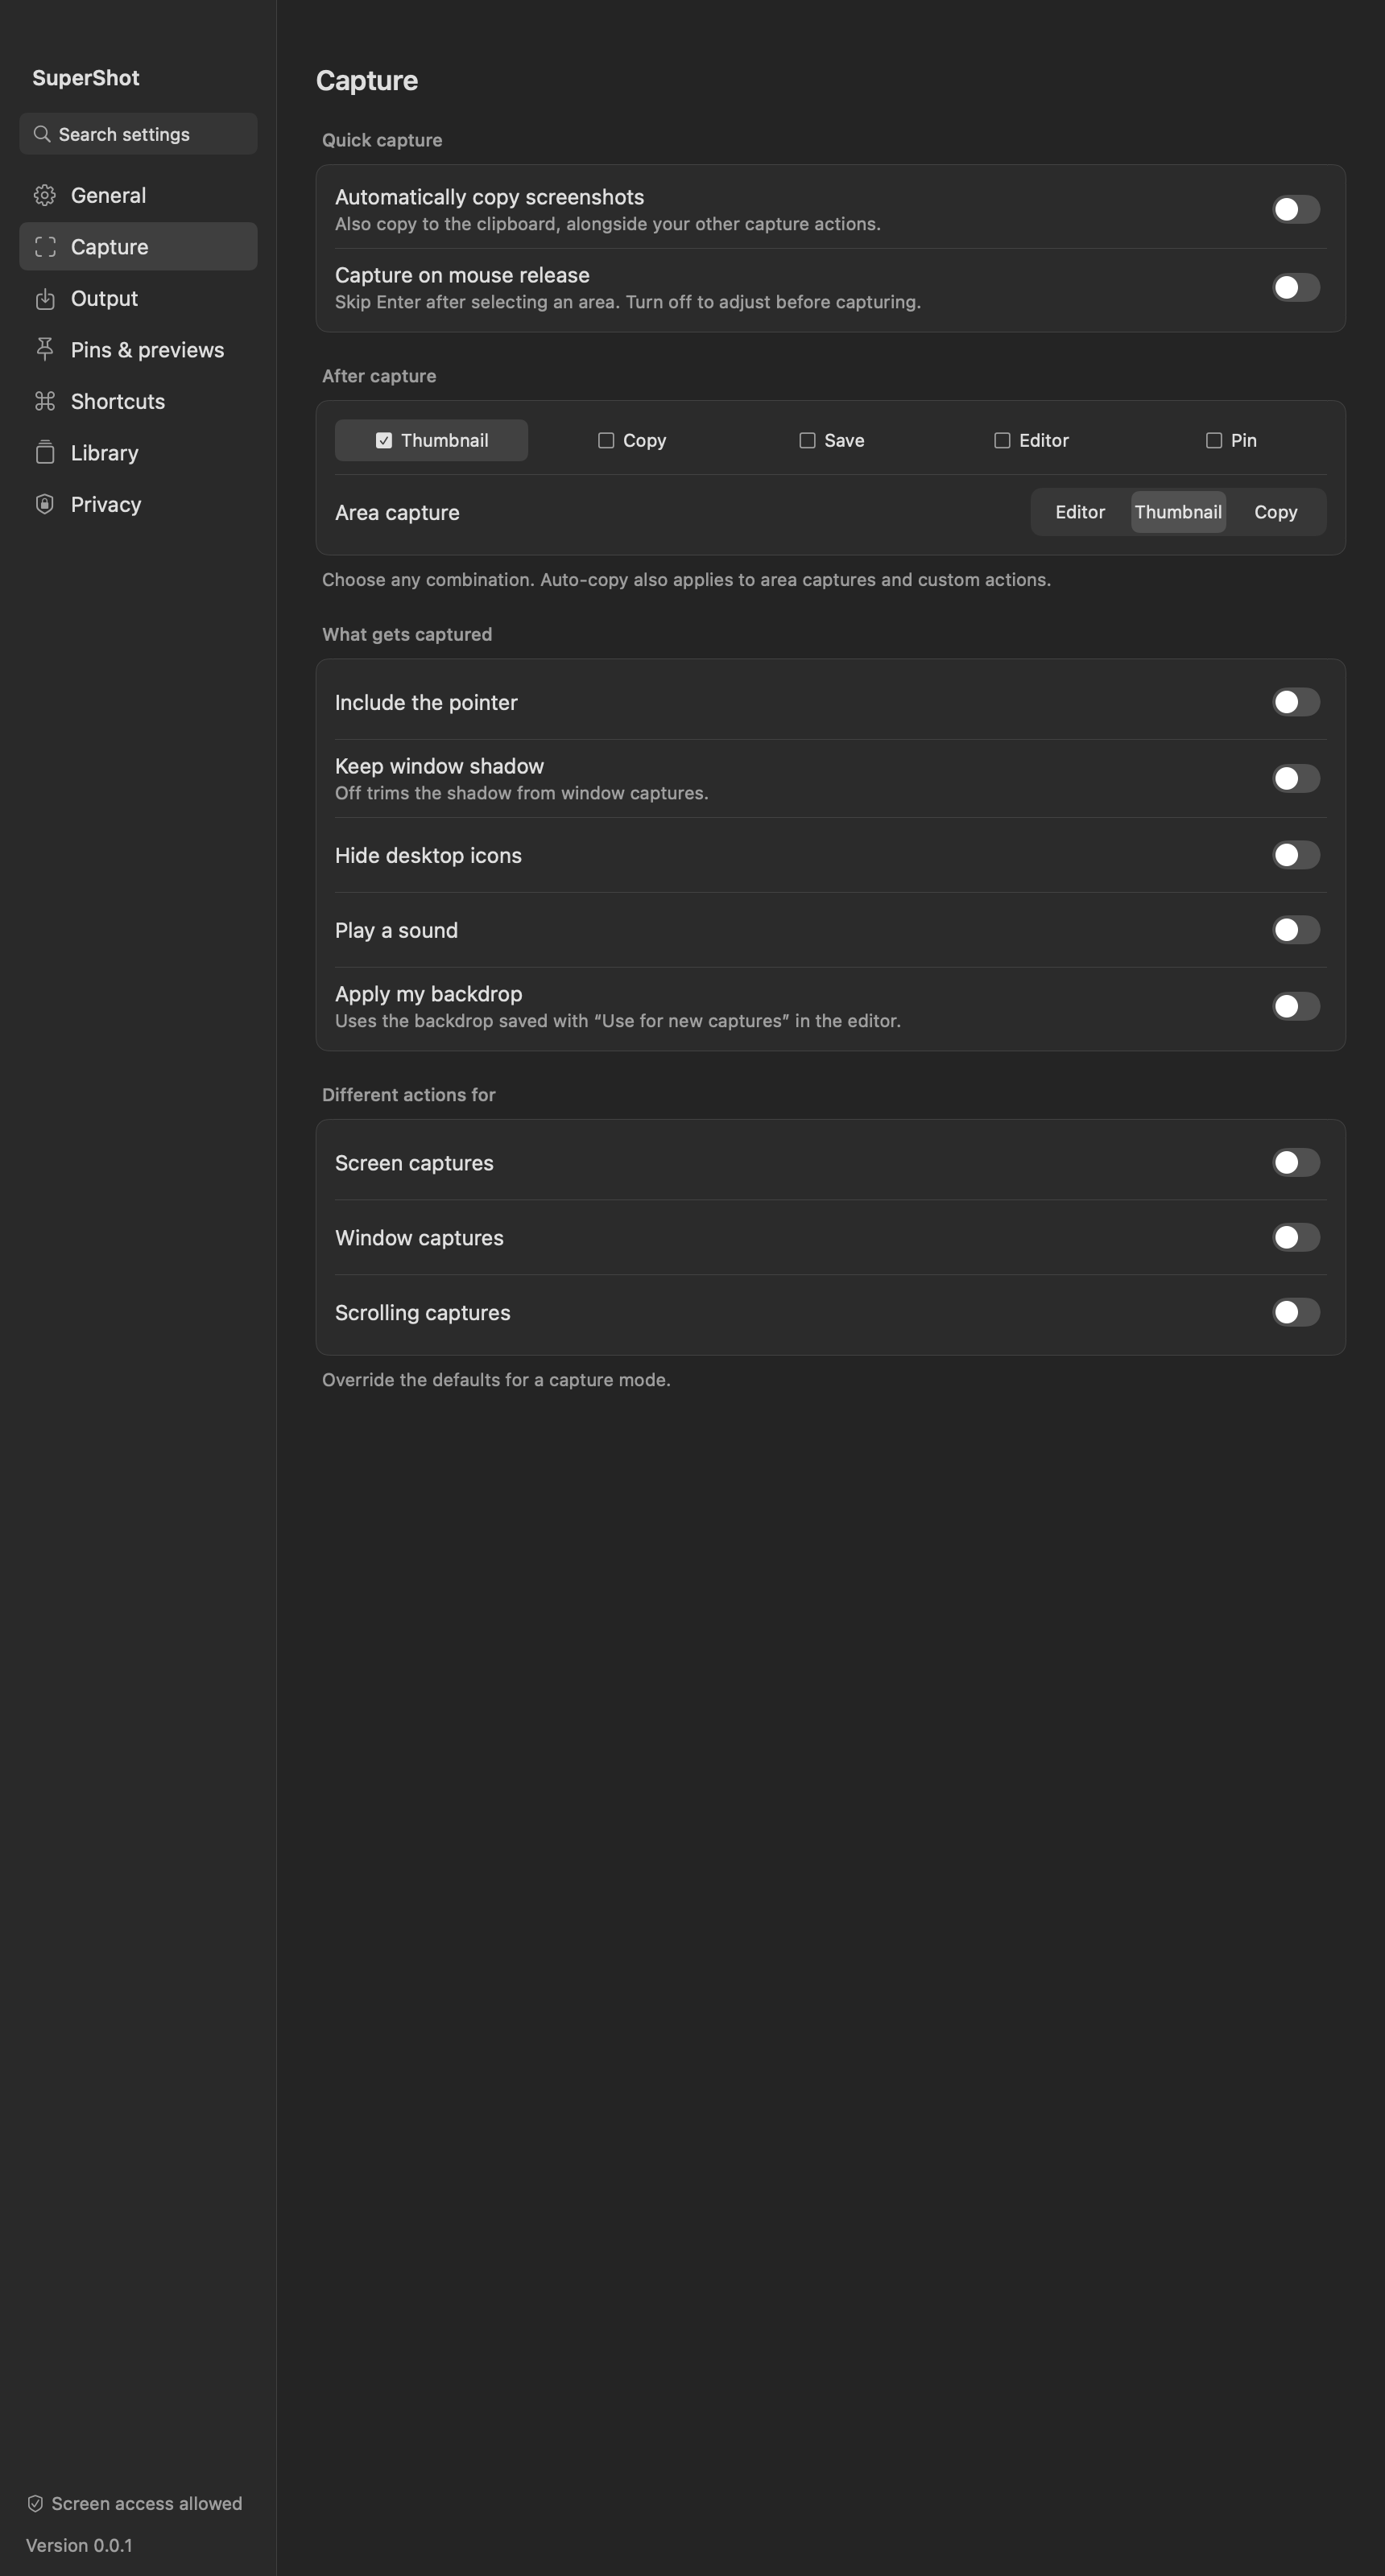 SuperShot
Search settings
General
Capture
Output
Pins & previews
Shortcuts
Library
Privacy
Screen access allowed
Version 0.0.1
Capture
Quick capture
Automatically copy screenshots
Also copy to the clipboard, alongside your other capture actions.
Capture on mouse release
Skip Enter after selecting an area. Turn off to adjust before capturing.
After capture
Thumbnail Copy Save Editor Pin
Area capture Editor Thumbnail Copy
Choose any combination. Auto-copy also applies to area captures and custom actions.
What gets captured
Include the pointer
Keep window shadow
Off trims the shadow from window captures.
Hide desktop icons
Play a sound
Apply my backdrop
Uses the backdrop saved with “Use for new captures” in the editor.
Different actions for
Screen captures
Window captures
Scrolling captures
Override the defaults for a capture mode.